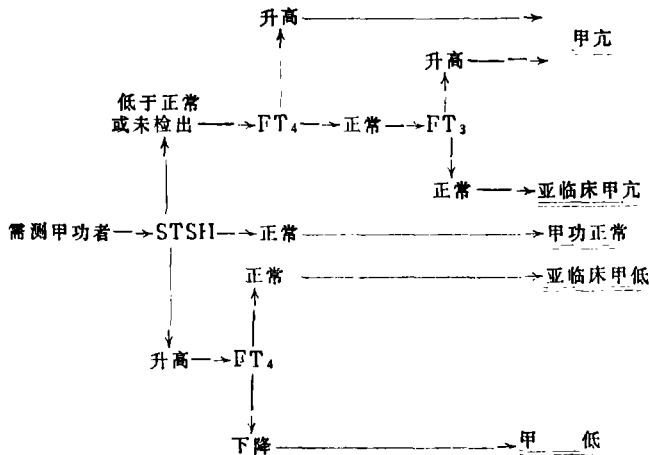 升高
甲亢
升高
低于正常
或未检出 FT₄ 正常 FT₃
正常 亚临床甲亢
需测甲功者 STSH 正常 甲功正常
正常 亚临床甲低
升高 FT₄
下降 甲 低